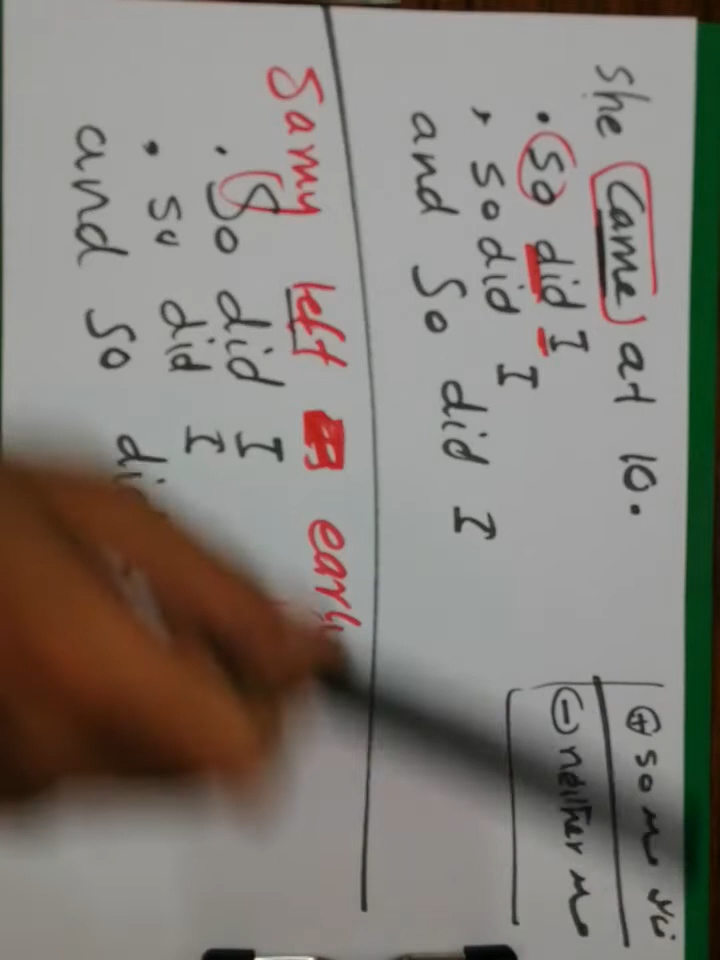 She came at 10.
. So did I
. so did I
and So did I
Samy left early
. So did I
. so did I
and So
⊕ so
⊖ neither